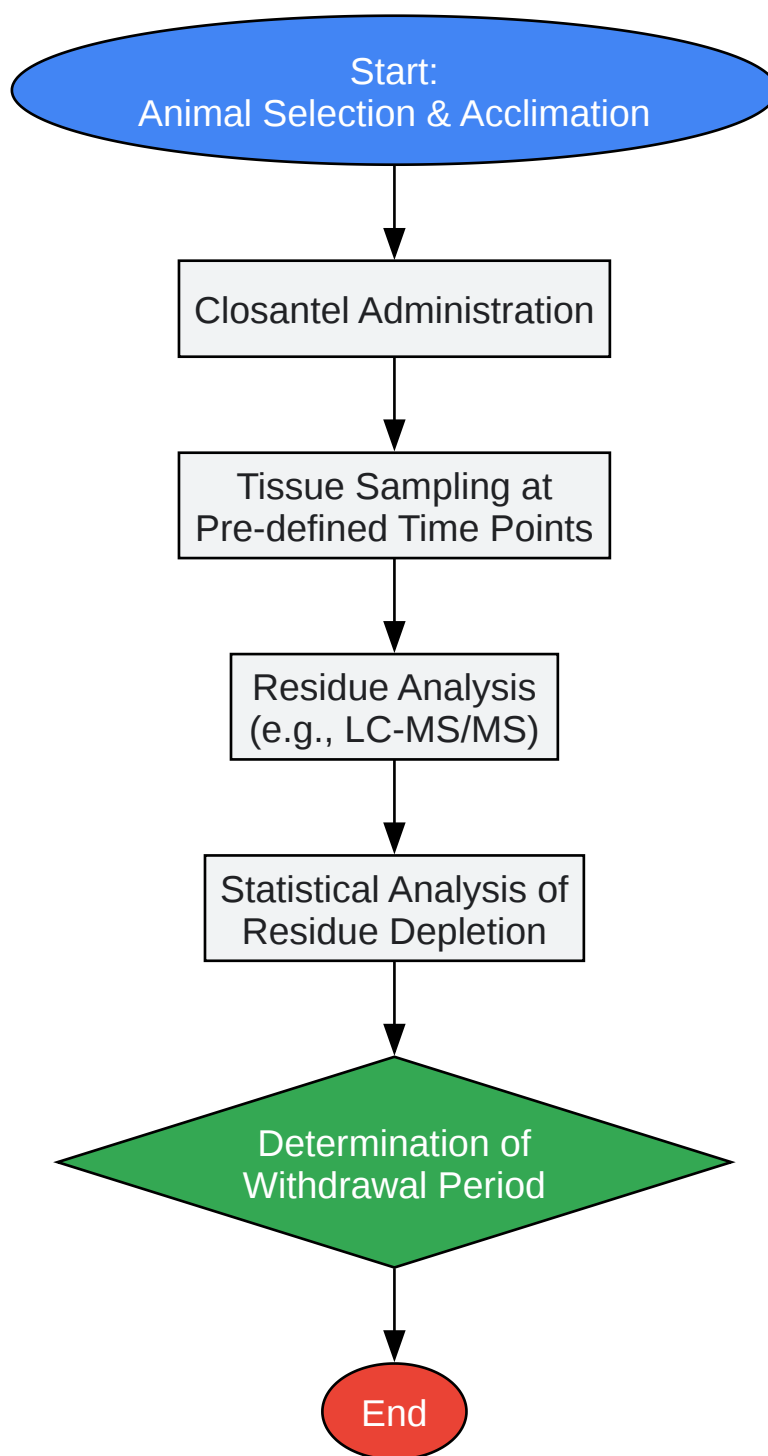 Start:
Animal Selection & Acclimation
Closantel Administration
Tissue Sampling at
Pre-defined Time Points
Residue Analysis
(e.g., LC-MS/MS)
Statistical Analysis of
Residue Depletion
Determination of
Withdrawal Period
End